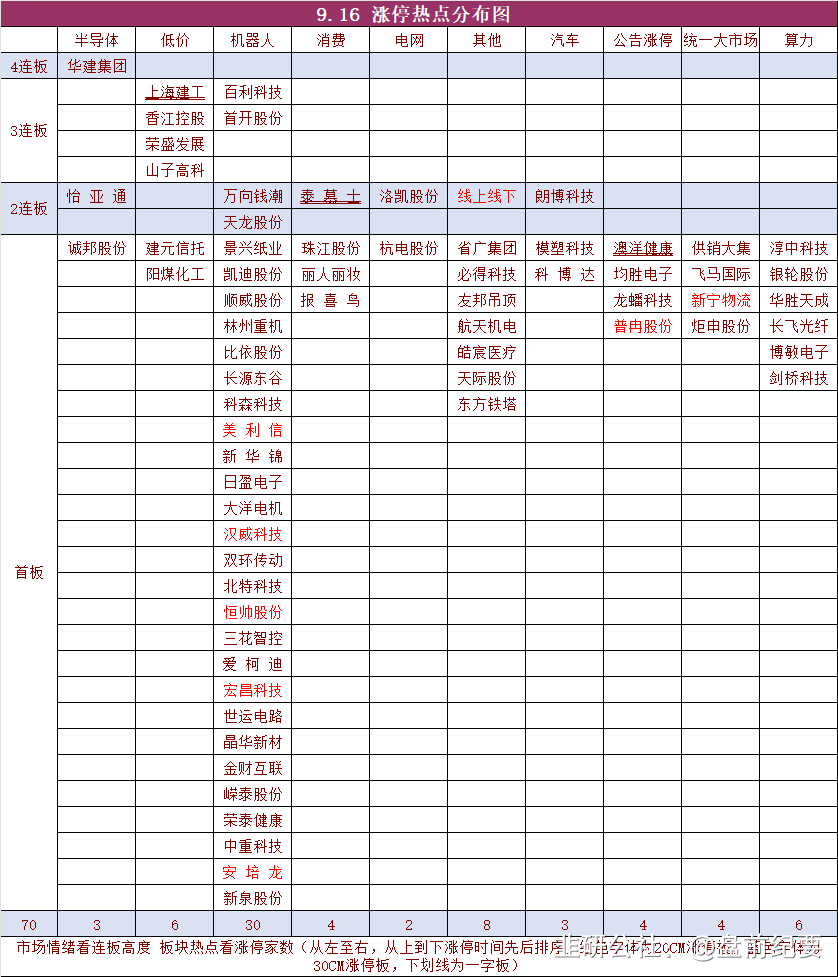 9.16 涨停热点分布图
半导体 低价 机器人 消费 电网 其他 汽车 公告涨停 统一大市场 算力
4连板 华建集团
上海建工 百利科技
香江控股 首开股份
3连板
荣盛发展
山子高科
怡亚通 万向钱潮 泰慕士 洛凯股份 线上线下 朗博科技
2连板
天龙股份
诚邦股份 建元信托 景兴纸业 珠江股份 杭电股份 省广集团 模塑科技 澳洋健康 供销大集 淳中科技
阳煤化工 凯迪股份 丽人丽妆 必得科技 科博达 均胜电子 飞马国际 银轮股份
顺威股份 报喜鸟 友邦吊顶 龙蟠科技 新宁物流 华胜天成
林州重机 航天机电 普冉股份 炬申股份 长飞光纤
比依股份 皓宸医疗 博敏电子
长源东谷 天际股份 剑桥科技
科森科技 东方铁塔
美利信
新华锦
日盈电子
大洋电机
汉威科技
双环传动
首板
北特科技
恒帅股份
三花智控
爱柯迪
宏昌科技
世运电路
晶华新材
金财互联
嵘泰股份
荣泰健康
中重科技
安培龙
新泉股份
70 3 6 30 4 2 8 3 4 4 6
市场情绪看连板高度 板块热点看涨停家数（从左至右，从上到下涨停时间先后排序，
30CM涨停板，下划线为一字板）
韭研公社 @盘前纪要